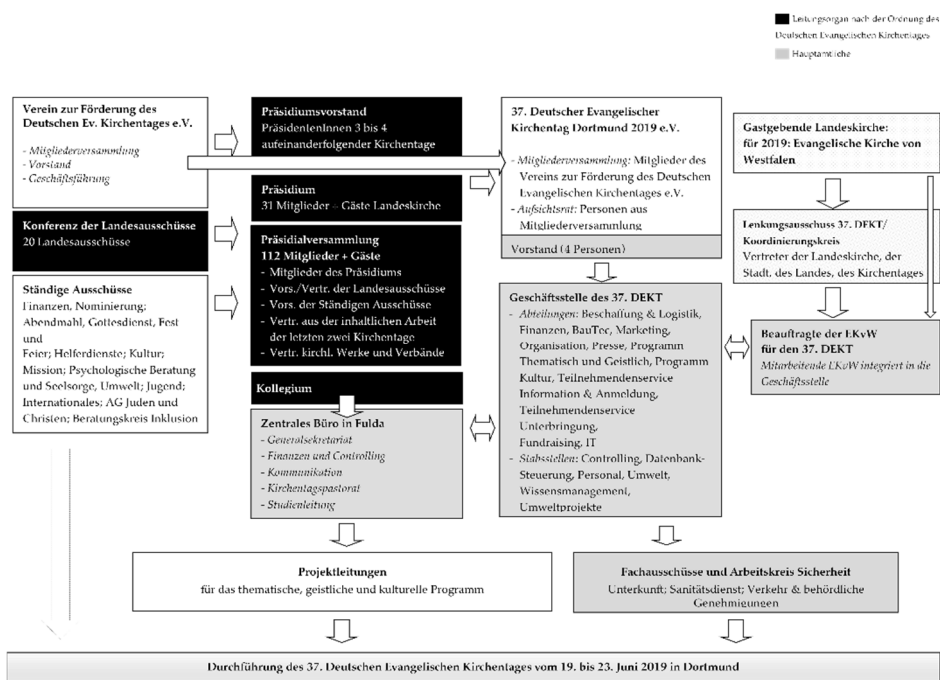 Leitungsorgan nach der Ordnung des
Deutschen Evangelischen Kirchentages
Hauptamtliche
Verein zur Förderung des
Deutschen Ev. Kirchentages e.V.
- Mitgliederversammlung
- Vorstand
- Geschäftsführung
Konferenz der Landesausschüsse
20 Landesausschüsse
Ständige Ausschüsse
Finanzen, Nominierung;
Abendmahl, Gottesdienst, Fest
und
Feier; Helferdienste; Kultur;
Mission; Psychologische Beratung
und Seelsorge, Umwelt; Jugend;
Internationales; AG Juden und
Christen; Beratungskreis Inklusion
Präsidiumsvorstand
PräsidentenInnen 3 bis 4
aufeinanderfolgender Kirchentage
Präsidium
31 Mitglieder – Gäste Landeskirche
Präsidialversammlung
112 Mitglieder + Gäste
- Mitglieder des Präsidiums
- Vors./Vertr. der Landesausschüsse
- Vors. der Ständigen Ausschüsse
- Vertr. aus der inhaltlichen Arbeit
der letzten zwei Kirchentage
- Vertr. kirchl. Werke und Verbände
Kollegium
Zentrales Büro in Fulda
- Generalsekretariat
- Finanzen und Controlling
- Kommunikation
- Kirchentagspastorat
- Studienleitung
37. Deutscher Evangelischer
Kirchentag Dortmund 2019 e.V.
- Mitgliederversammlung: Mitglieder des
Vereins zur Förderung des Deutschen
Evangelischen Kirchentages e.V.
- Aufsichtsrat: Personen aus
Mitgliederversammlung
Vorstand (4 Personen)
Geschäftsstelle des 37. DEKT
- Abteilungen: Beschaffung & Logistik,
Finanzen, BauTec, Marketing,
Organisation, Presse, Programm
Thematisch und Geistlich, Programm
Kultur, Teilnehmendenservice
Information & Anmeldung,
Teilnehmendenservice
Unterbringung,
Fundraising, IT
- Stabsstellen: Controlling, Datenbank-
Steuerung, Personal, Umwelt,
Wissensmanagement,
Umweltprojekte
Gastgebende Landeskirche:
für 2019: Evangelische Kirche von
Westfalen
Lenkungsausschuss 37. DEKT/
Koordinierungskreis
Vertreter der Landeskirche, der
Stadt, des Landes, des Kirchentages
Beauftragte der EKvW
für den 37. DEKT
Mitarbeitende EKvW integriert in die
Geschäftsstelle
Projektleitungen
für das thematische, geistliche und kulturelle Programm
Fachausschüsse und Arbeitskreis Sicherheit
Unterkunft; Sanitätsdienst; Verkehr & behördliche
Genehmigungen
Durchführung des 37. Deutschen Evangelischen Kirchentages vom 19. bis 23. Juni 2019 in Dortmund